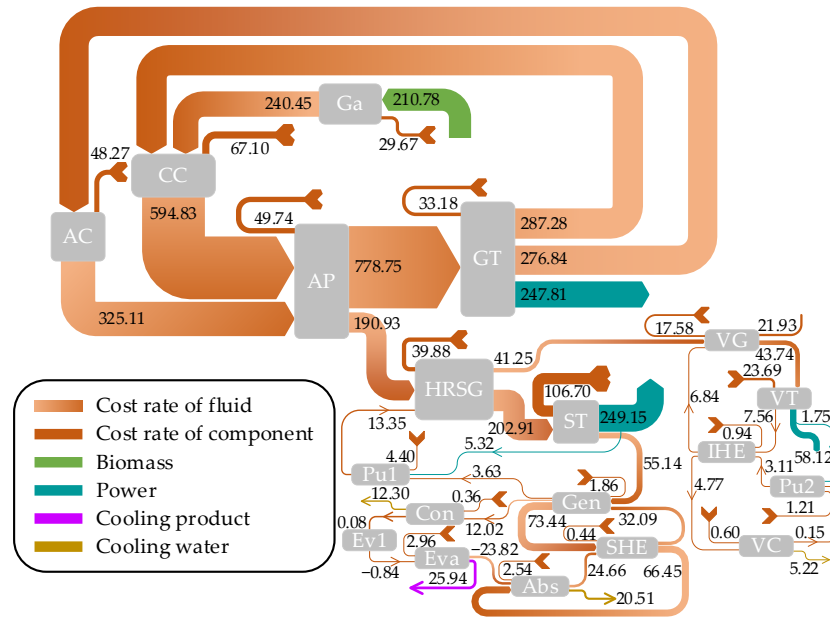 240.45
Ga
210.78
48.27
67.10
29.67
CC
594.83
49.74
33.18
287.28
AC
AP
778.75
GT
276.84
247.81
325.11
190.93
17.58
21.93
VG
39.88
41.25
43.74
23.69
HRSG
106.70
6.84
VT
Cost rate of fluid
13.35
202.91
ST
249.15
7.56
1.75
Cost rate of component
5.32
0.94
4.40
IHE
58.12
Biomass
55.14
3.11
Pu1
3.63
1.86
4.77
Pu2
Power
12.30
0.36
Gen
Con
1.21
Cooling product
0.08
12.02
73.44
32.09
0.44
0.60
0.15
Ev1
2.96
SHE
VC
Cooling water
−23.82
Eva
5.22
−0.84
25.94
2.54
24.66
66.45
Abs
20.51